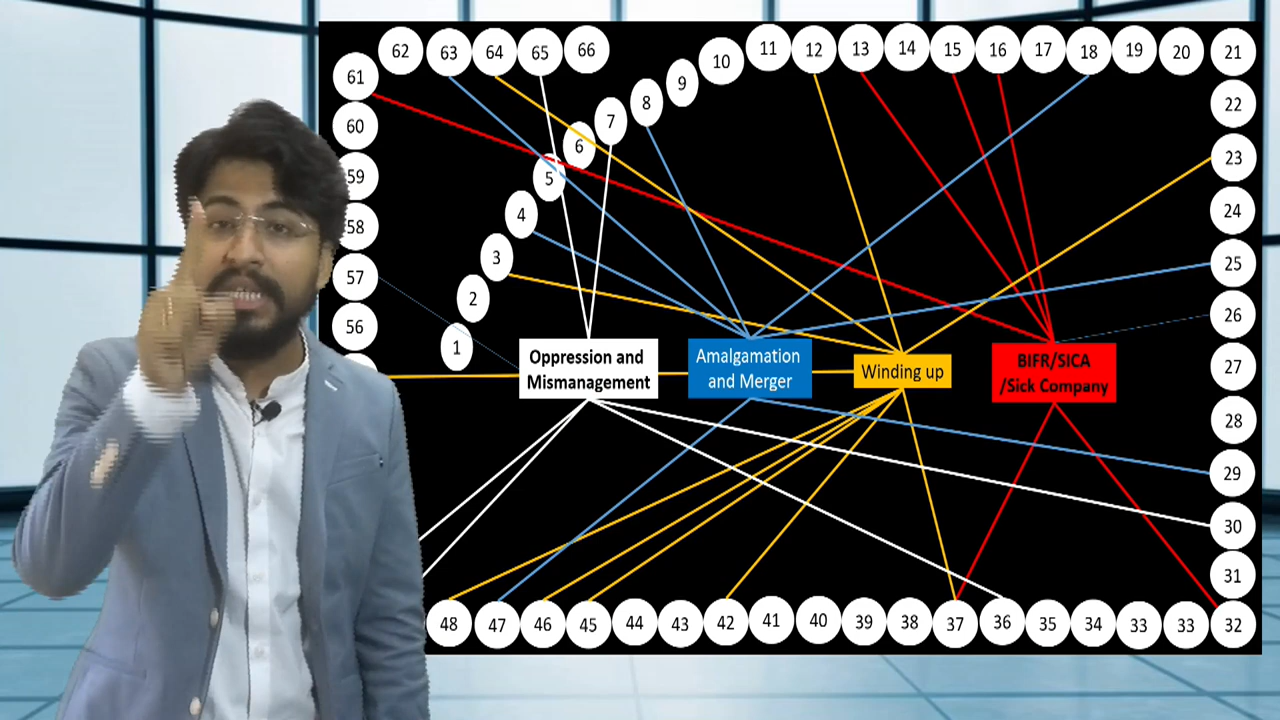 62 63 64 65 66
11 12 13 14 15 16 17 18 19 20 21
10
61
9
8
22
7
60
6
23
59
5
4
24
58
3
25
57
2
26
56
1
Oppression and
Mismanagement
Amalgamation
and Merger
Winding up
BIFR/SICA
/Sick Company
27
28
29
30
31
48 47 46 45 44 43 42 41 40 39 38 37 36 35 34 33 33 32